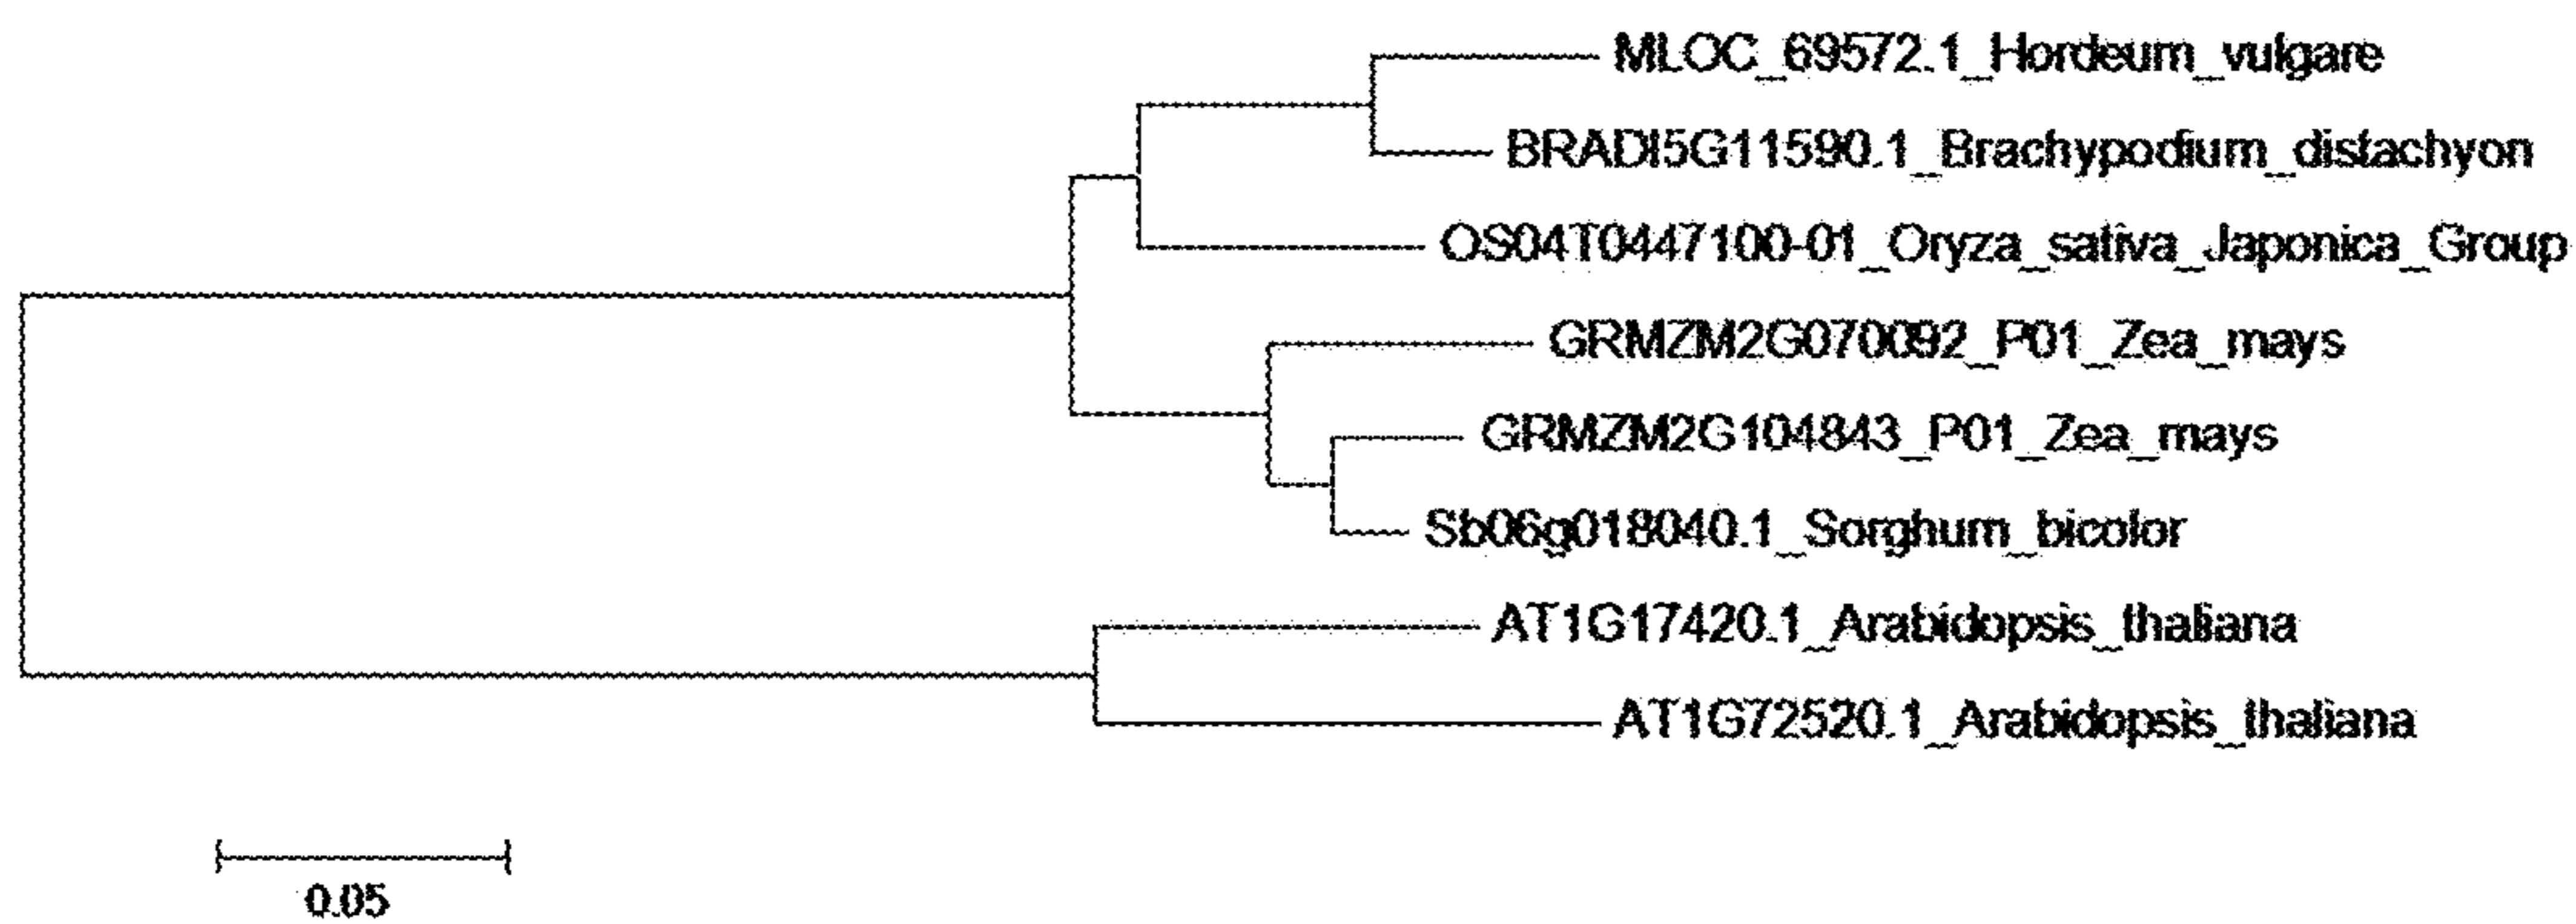 MLOC_69572.1_Hordeum_vulgare
BRADI5G11590.1_Brachypodium_distachyon
OS04T0447100-01_Oryza_sativa_Japonica_Group
GRMZM2G070092_P01_Zea_mays
GRMZM2G104843_P01_Zea_mays
Sb06g018040.1_Sorghum_bicolor
AT1G17420.1_Arabidopsis_thaliana
AT1G72520.1_Arabidopsis_thaliana
0.05